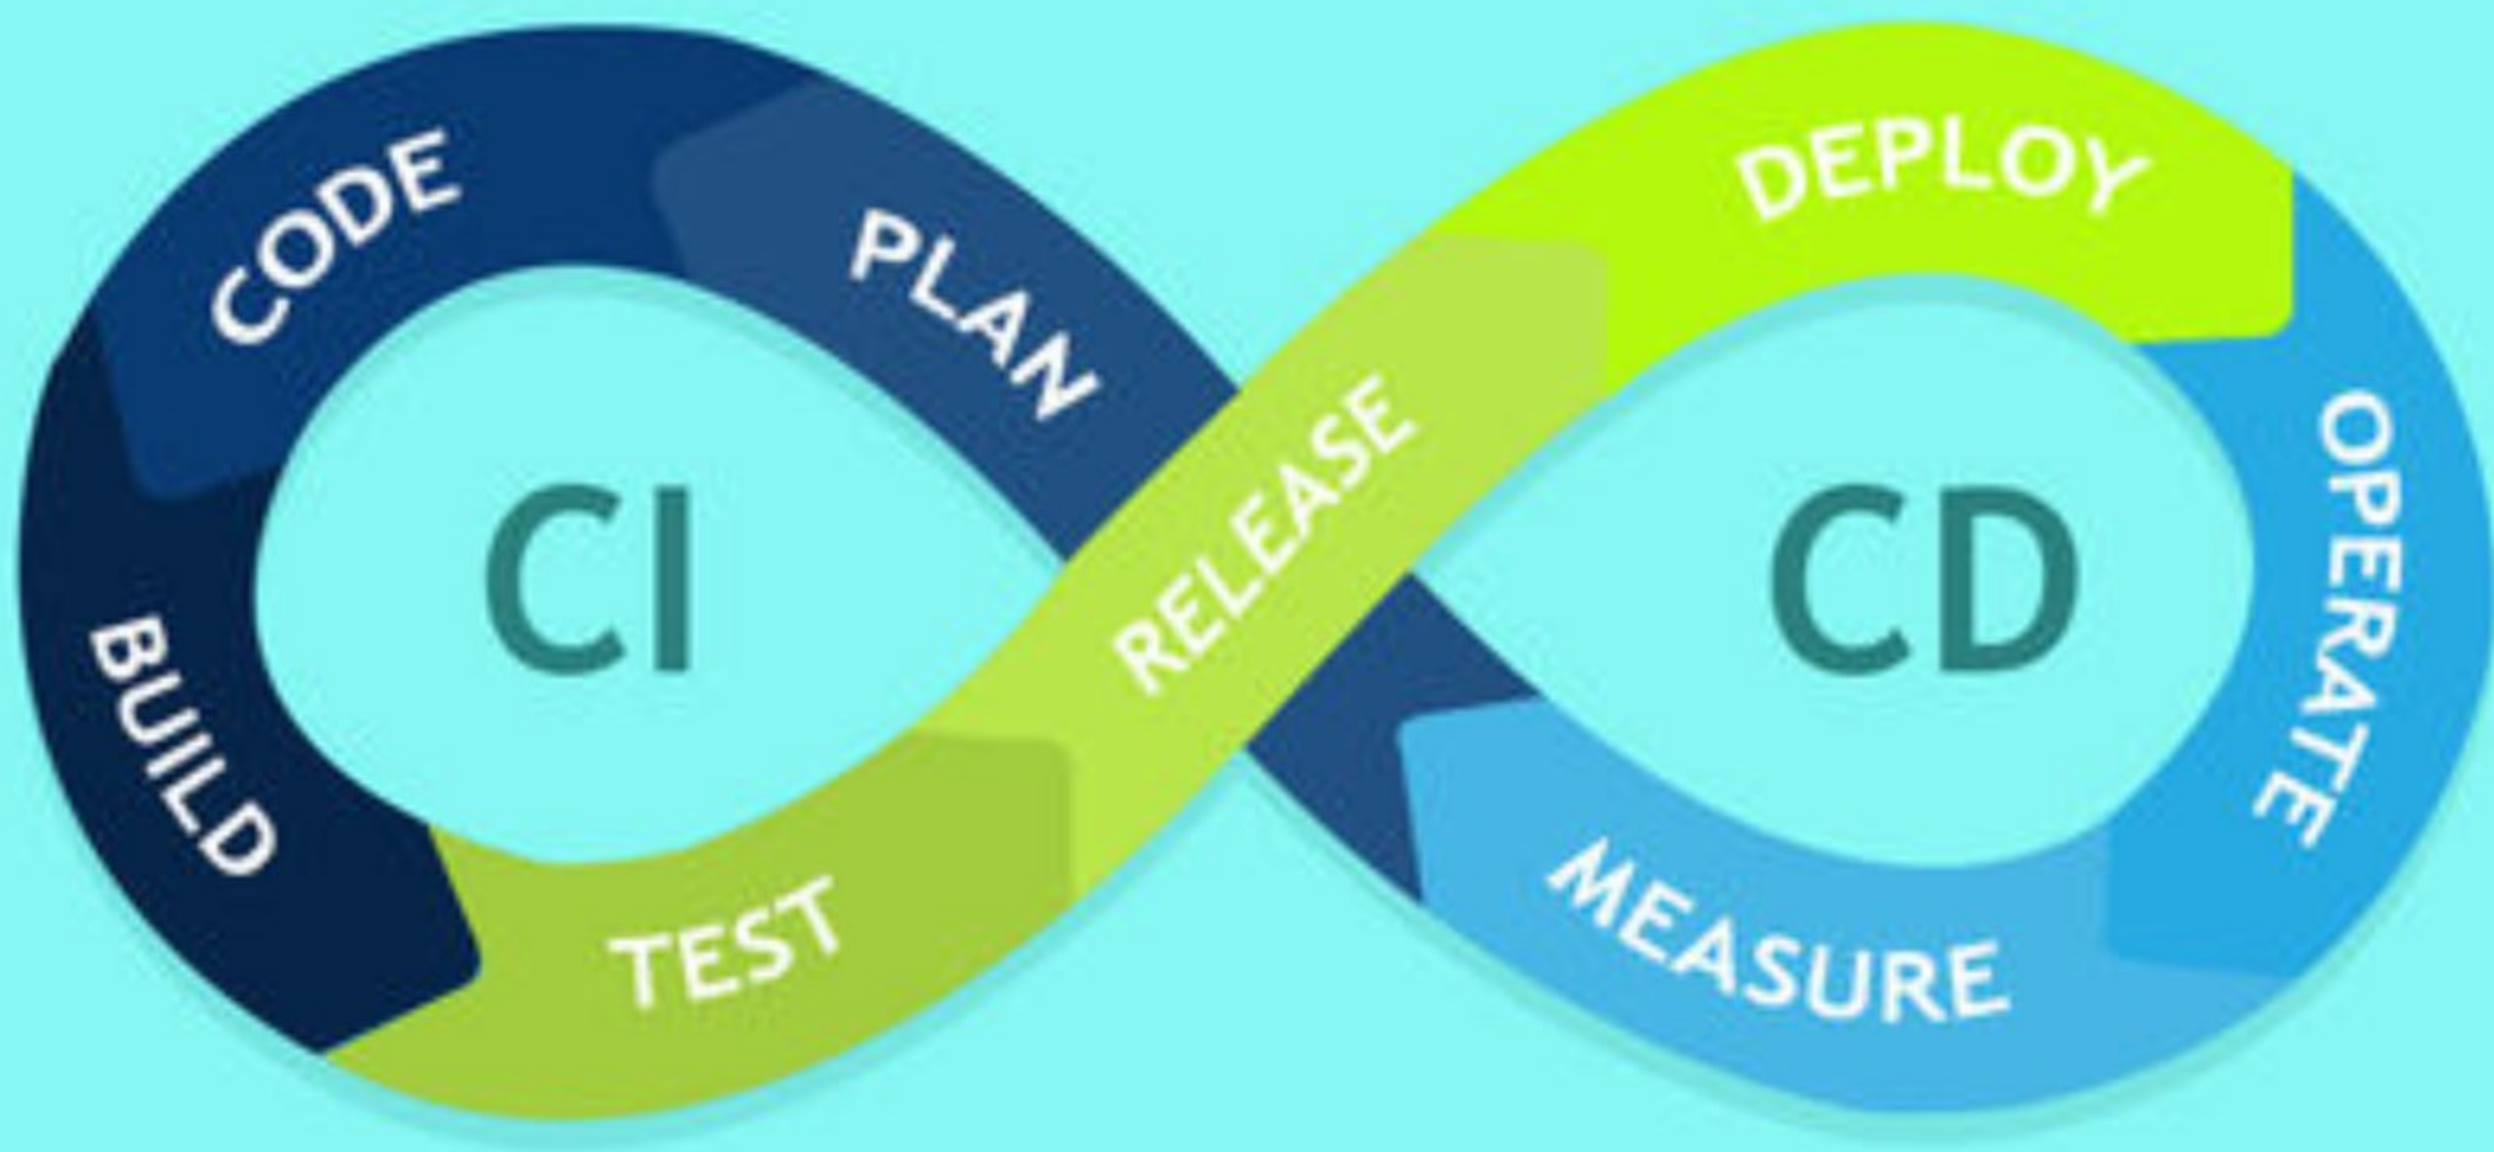 PLAN
CODE
BUILD
TEST
RELEASE
DEPLOY
OPERATE
MEASURE
CI
CD